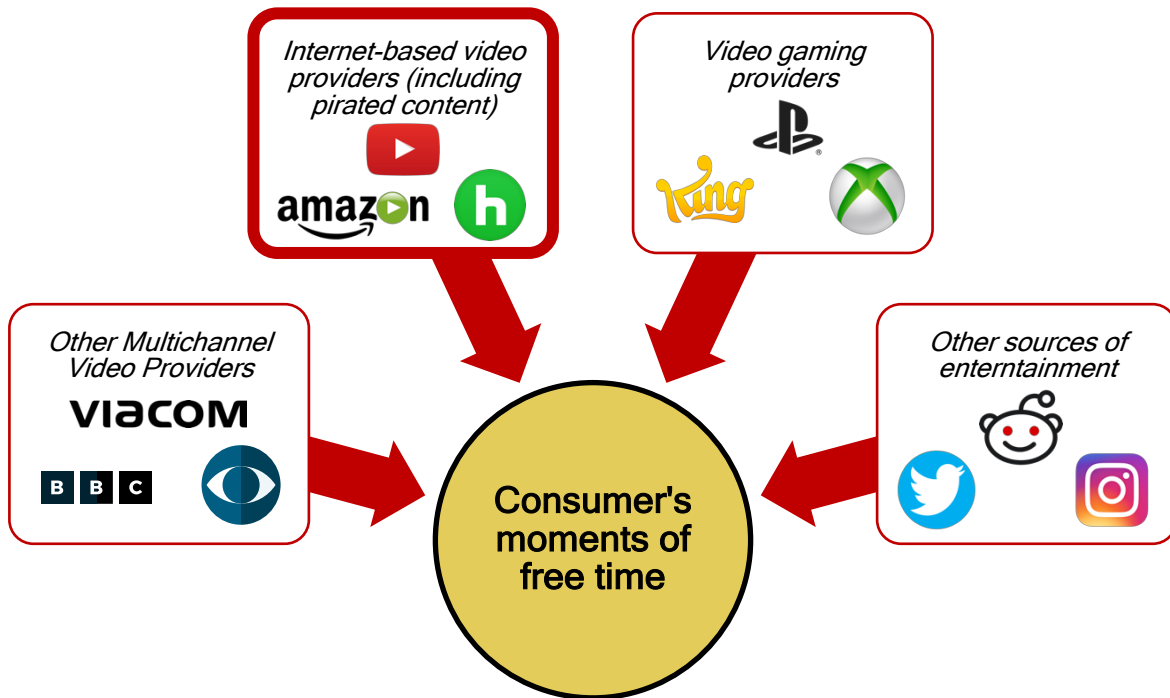 Internet-based video
providers (including
pirated content)
amazon
h
Video gaming
providers
King
®
Other Multichannel
Video Providers
VIACOM
B B C
Other sources of
enterntainment
Consumer's
moments of
free time